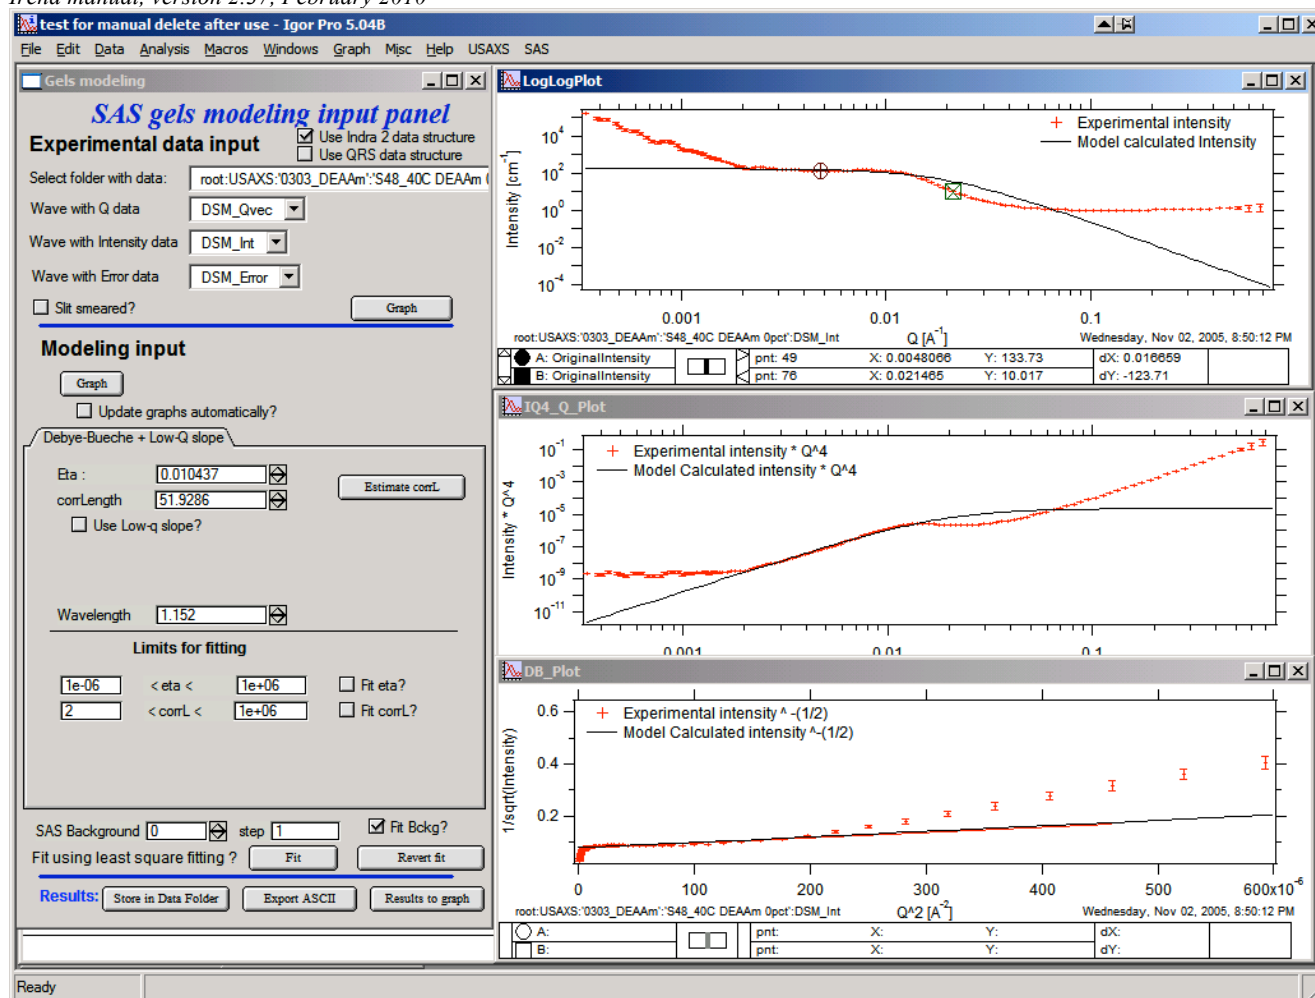 Irena manual, version 2.37, February 2010
test for manual delete after use - Igor Pro 5.04B
File Edit Data Analysis Macros Windows Graph Misc Help USAXS SAS
Gels modeling
SAS gels modeling input panel
Experimental data input
Use Indra 2 data structure
Use QRS data structure
Select folder with data: root:USAXS:'0303_DEAAm':'S48_40C DEAAm
Wave with Q data DSM_Qvec
Wave with Intensity data DSM_Int
Wave with Error data DSM_Error
Slit smeared?
Graph
Modeling input
Graph
Update graphs automatically?
Debye-Bueche + Low-Q slope
Eta : 0.010437
corrLength 51.9286
Estimate corrL
Use Low-q slope?
Wavelength 1.152
Limits for fitting
1e-06 < eta < 1e+06 Fit eta?
2 < corrL < 1e+06 Fit corrL?
SAS Background 0 step 1 Fit Bckg?
Fit using least square fitting ? Fit Revert fit
Results: Store in Data Folder Export ASCII Results to graph
Ready
LogLogPlot
Experimental intensity
Model calculated Intensity
Intensity [cm-1]
10^4
10^2
10^0
10^-2
10^-4
0.001 0.01 0.1
root:USAXS:'0303_DEAAm':'S48_40C DEAAm 0pct':DSM_Int Q [A-1] Wednesday, Nov 02, 2005, 8:50:12 PM
A: OriginalIntensity pnt: 49 X: 0.0048066 Y: 133.73 dX: 0.016659
B: OriginalIntensity pnt: 76 X: 0.021465 Y: 10.017 dY: -123.71
IQ4_Q_Plot
Experimental intensity * Q^4
Model Calculated intensity * Q^4
Intensity * Q^4
10^-1
10^-3
10^-5
10^-7
10^-9
10^-11
0.001 0.01 0.1
DB_Plot
Experimental intensity ^ -(1/2)
Model Calculated intensity ^-(1/2)
1/sqrt(Intensity)
0.6
0.4
0.2
0 100 200 300 400 500 600x10^-6
root:USAXS:'0303_DEAAm':'S48_40C DEAAm 0pct':DSM_Int Q^2 [A-2] Wednesday, Nov 02, 2005, 8:50:12 PM
A: pnt: X: Y: dX:
B: pnt: X: Y: dY: